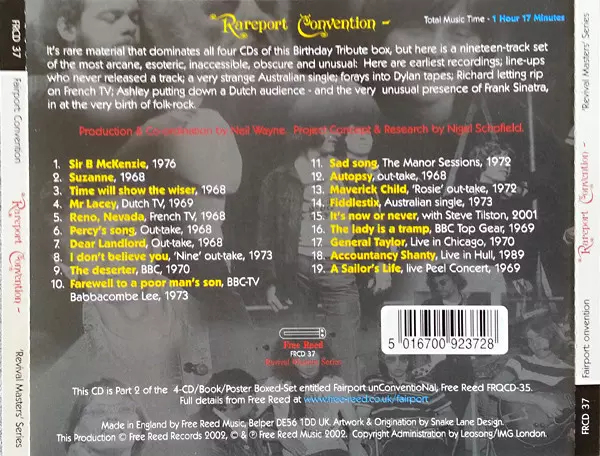 Rareport Convention -
Total Music Time - 1 Hour 17 Minutes
It's rare material that dominates all four CDs of this Birthday Tribute box, but here is a nineteen-track set
of the most arcane, esoteric, inaccessible, obscure and unusual: Here are earliest recordings; line-ups
who never released a track; a very strange Australian single; forays into Dylan tapes; Richard letting rip
on French TV; Ashley putting down a Dutch audience - and the very unusual presence of Frank Sinatra,
in at the very birth of folk-rock.
Production & Co-ordination by Neil Wayne. Project Concept & Research by Nigel Schofield.
1. Sir B McKenzie, 1976
2. Suzanne, 1968
3. Time will show the wiser, 1968
4. Mr Lacey, Dutch TV, 1969
5. Reno, Nevada, French TV, 1968
6. Percy's song, Out-take, 1968
7. Dear Landlord, Out-take, 1968
8. I don't believe you, 'Nine' out-take, 1973
9. The deserter, BBC, 1970
10. Farewell to a poor man's son, BBC-TV
Babbacombe Lee, 1973
11. Sad song, The Manor Sessions, 1972
12. Autopsy, out-take, 1968
13. Maverick Child, 'Rosie' out-take, 1972
14. Fiddlestix, Australian single, 1973
15. It's now or never, with Steve Tilston, 2001
16. The lady is a tramp, BBC Top Gear, 1969
17. General Taylor, Live in Chicago, 1970
18. Accountancy Shanty, Live in Hull, 1989
19. A Sailor's Life, live Peel Concert, 1969
Free Reed
FRCD 37
Revival Masters Series
5 016700 923728
This CD is Part 2 of the 4-CD/Book/Poster Boxed-Set entitled Fairport unConventioNal, Free Reed FRQCD-35.
Full details from Free Reed at www.free-reed.co.uk/fairport
Made in England by Free Reed Music, Belper DE56 1DD UK. Artwork & Origination by Snake Lane Design.
This Production © Free Reed Records 2002, © & ℗ Free Reed Music 2002. Copyright Administration by Leosong/IMG London.
FRCD 37
Fairport Convention
"Rareport Convention -
'Revival Masters' Series
'Revival Masters' Series
"Rareport Convention -
Fairport onvention
FRCD 37